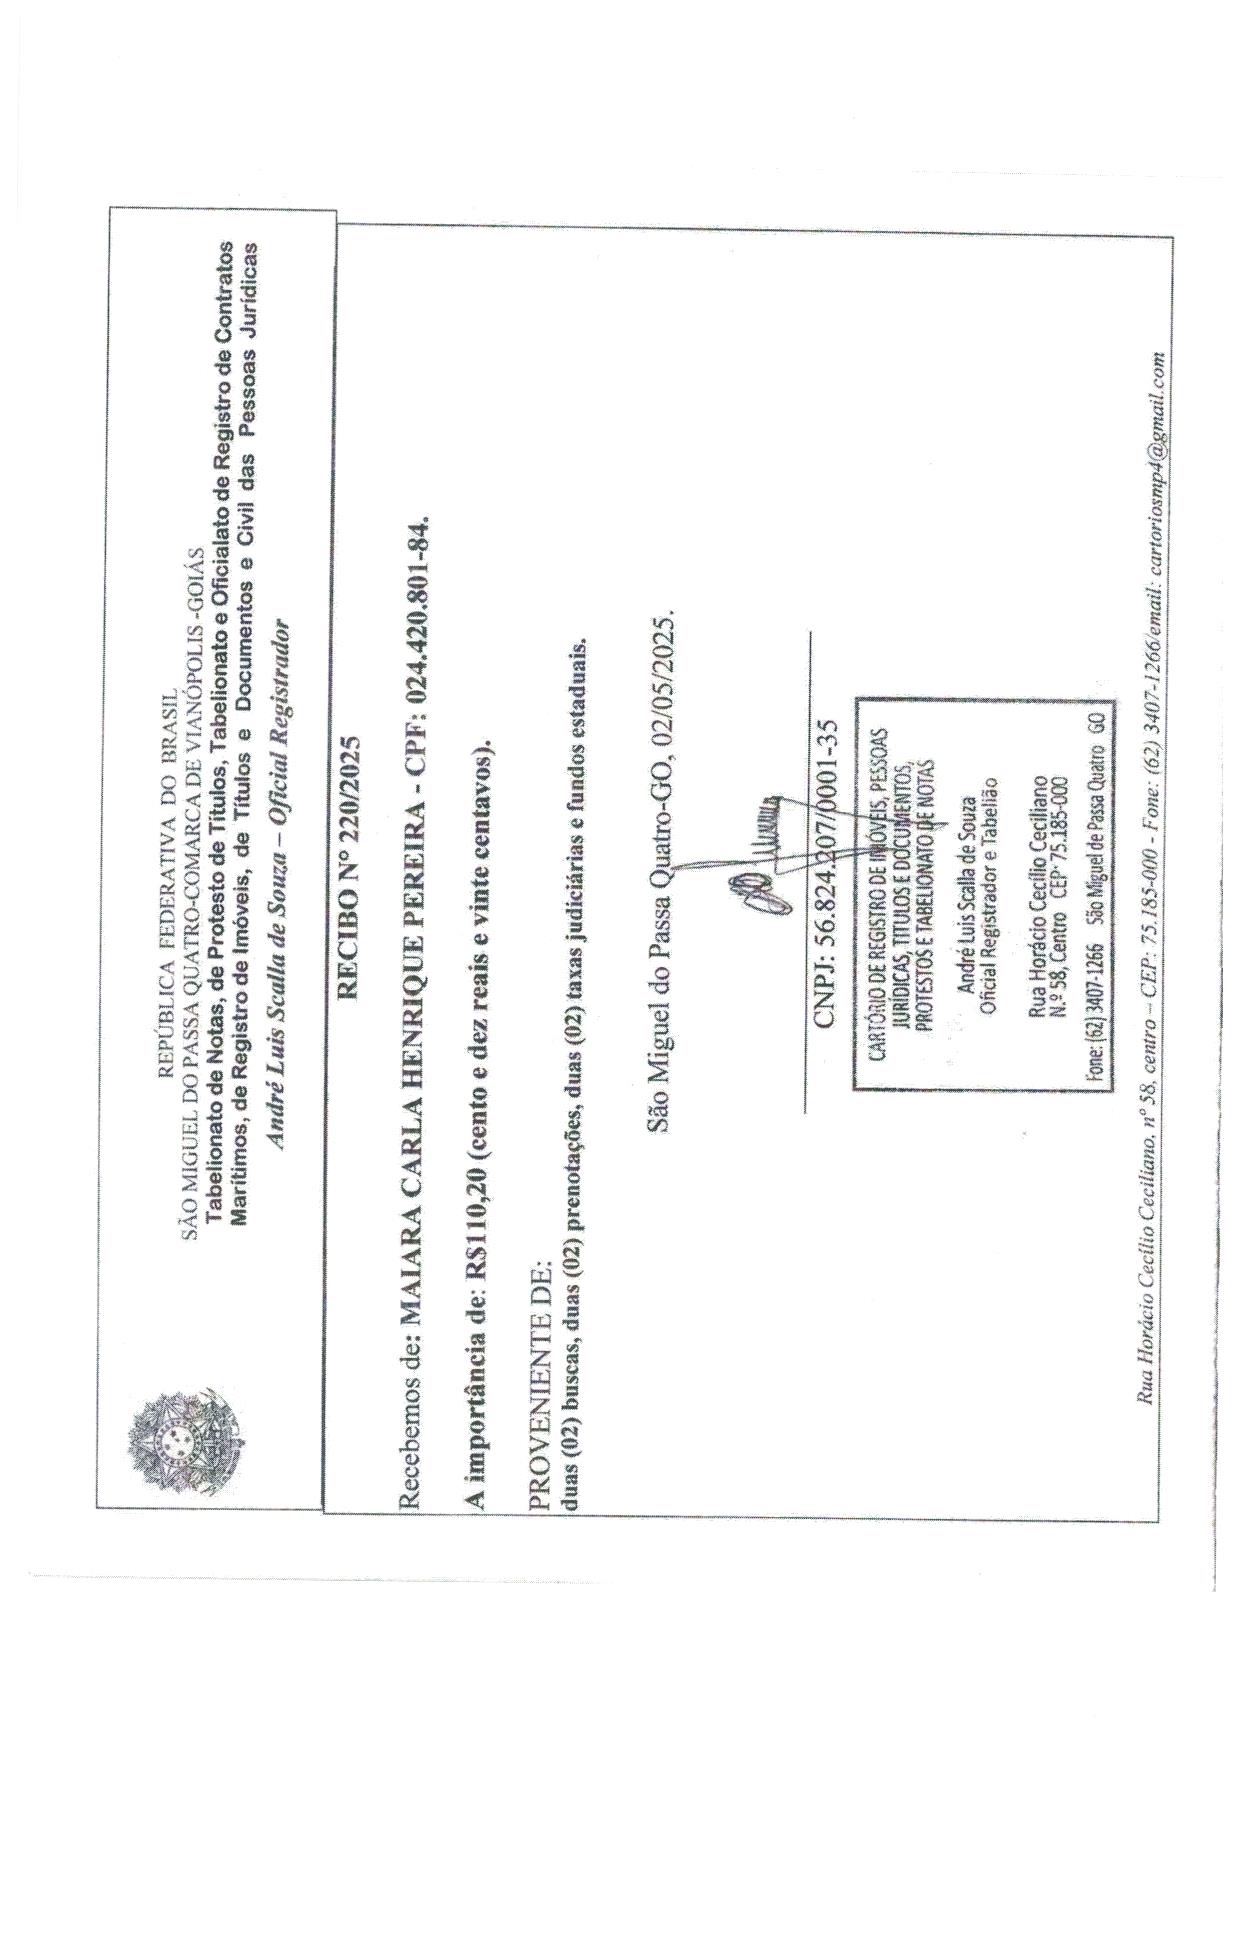 REPÚBLICA FEDERATIVA DO BRASIL
SÃO MIGUEL DO PASSA QUATRO-COMARCA DE VIANÓPOLIS -GOIÁS
Tabelionato de Notas, de Protesto de Títulos, Tabelionato e Oficialato de Registro de Contratos
Marítimos, de Registro de Imóveis, de Títulos e Documentos e Civil das Pessoas Jurídicas
André Luis Scalla de Souza – Oficial Registrador
RECIBO N° 220/2025
Recebemos de: MAIARA CARLA HENRIQUE PEREIRA - CPF: 024.420.801-84.
A importância de: R$110,20 (cento e dez reais e vinte centavos).
PROVENIENTE DE:
duas (02) buscas, duas (02) prenotações, duas (02) taxas judiciárias e fundos estaduais.
São Miguel do Passa Quatro-GO, 02/05/2025.
CNPJ: 56.824.207/0001-35
CARTÓRIO DE REGISTRO DE IMÓVEIS, PESSOAS
JURÍDICAS, TITULOS E DOCUMENTOS,
PROTESTOS E TABELIONATO DE NOTAS
André Luis Scalla de Souza
Oficial Registrador e Tabelião
Rua Horácio Cecílio Ceciliano
N.º 58, Centro CEP: 75.185-000
Fone: (62) 3407-1266 São Miguel de Passa Quatro GO
Rua Horácio Cecílio Ceciliano, nº 58, centro – CEP: 75.185-000 - Fone: (62) 3407-1266/email: cartoriosmp4@gmail.com